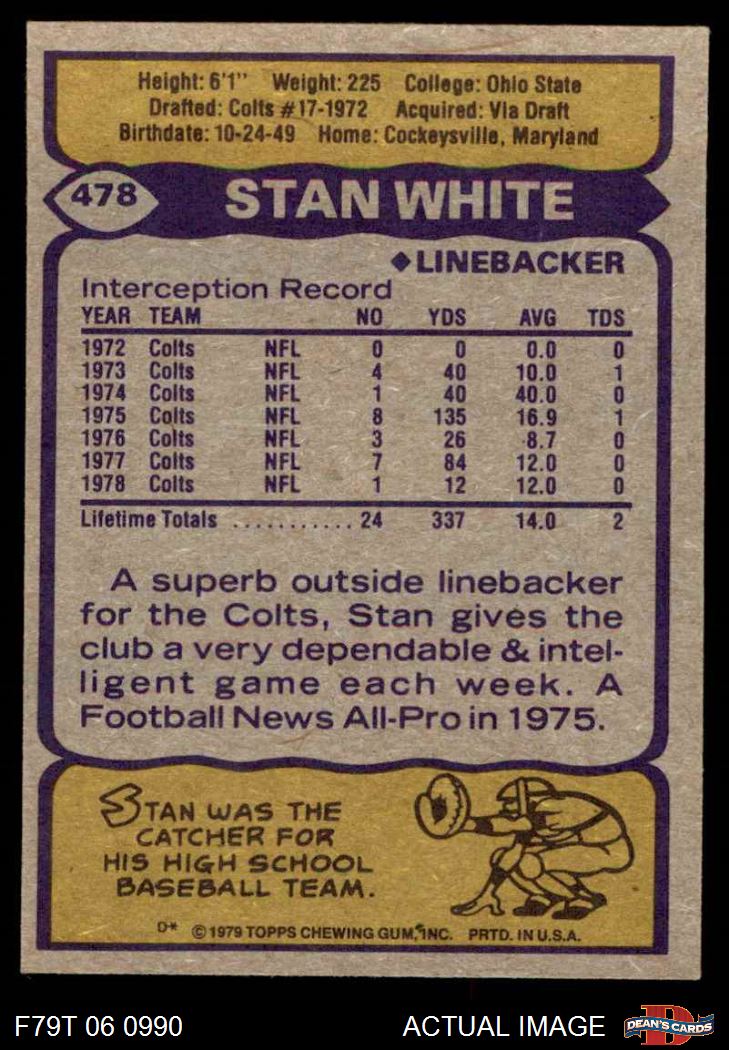 Height: 6'1" Weight: 225 College: Ohio State
Drafted: Colts #17-1972 Acquired: Via Draft
Birthdate: 10-24-49 Home: Cockeysville, Maryland
478 STAN WHITE
◆LINEBACKER
Interception Record
YEAR TEAM NO YDS AVG TDS
1972 Colts NFL 0 0 0.0 0
1973 Colts NFL 4 40 10.0 1
1974 Colts NFL 1 40 40.0 0
1975 Colts NFL 8 135 16.9 1
1976 Colts NFL 3 26 8.7 0
1977 Colts NFL 7 84 12.0 0
1978 Colts NFL 1 12 12.0 0
Lifetime Totals ........... 24 337 14.0 2
A superb outside linebacker
for the Colts, Stan gives the
club a very dependable & intel-
ligent game each week. A
Football News All-Pro in 1975.
STAN WAS THE
CATCHER FOR
HIS HIGH SCHOOL
BASEBALL TEAM.
D* © 1979 TOPPS CHEWING GUM, INC. PRTD. IN U.S.A.
F79T 06 0990 ACTUAL IMAGE DEAN'S CARDS